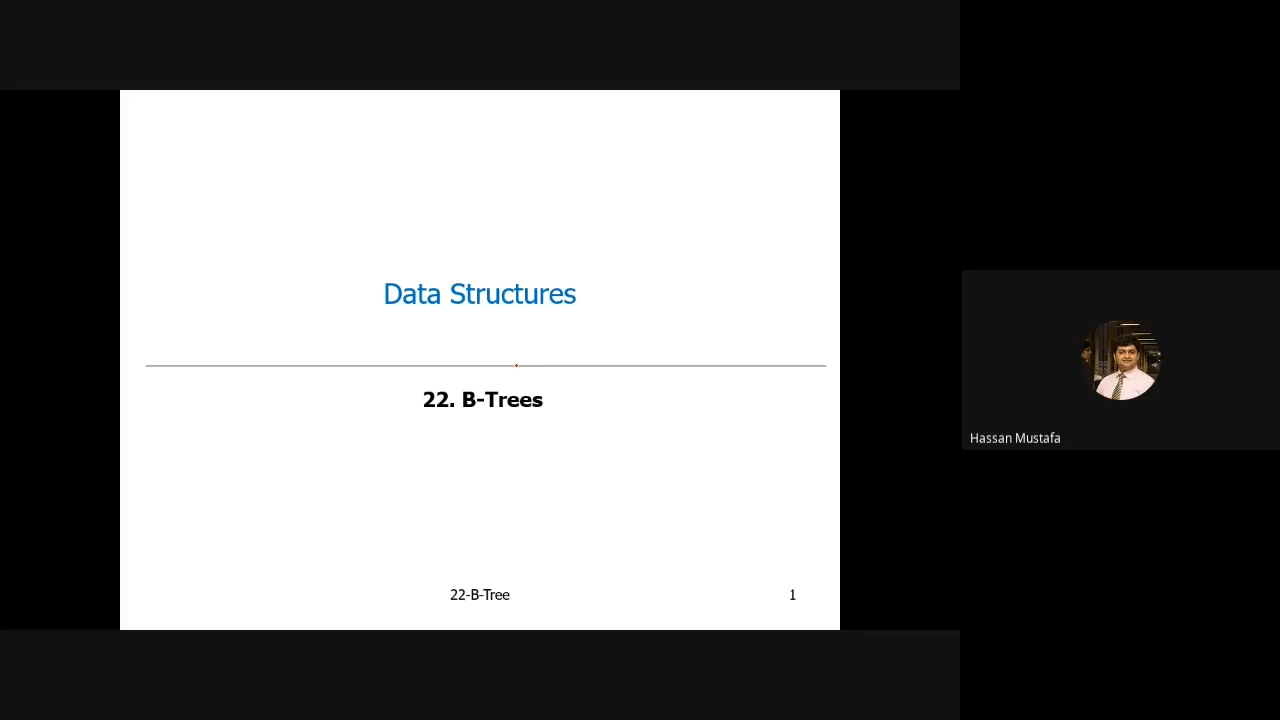 Data Structures
22. B-Trees
22-B-Tree
1
Hassan Mustafa